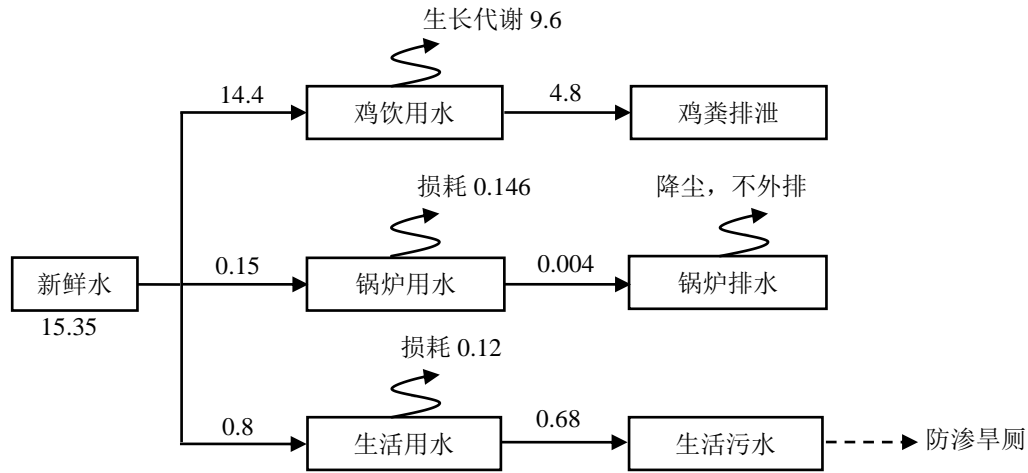 生长代谢 9.6
14.4
鸡饮用水
4.8
鸡粪排泄
损耗 0.146
降尘，不外排
新鲜水
0.15
锅炉用水
0.004
锅炉排水
15.35
损耗 0.12
0.8
生活用水
0.68
生活污水
防渗旱厕